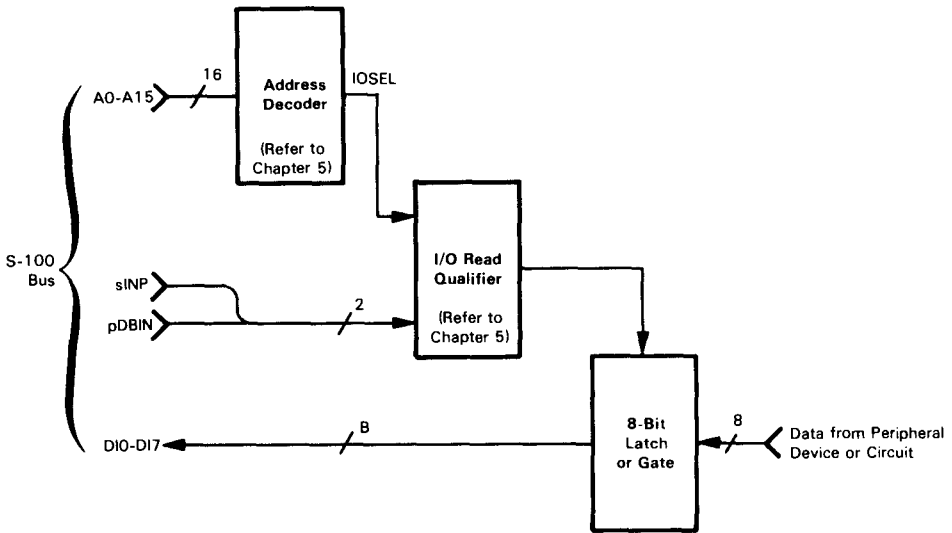 16
A0-A15
Address
Decoder
(Refer to
Chapter 5)
IOSEL
S-100
Bus
sINP
pDBIN
2
I/O Read
Qualifier
(Refer to
Chapter 5)
DI0-DI7
B
8-Bit
Latch
or Gate
8
Data from Peripheral
Device or Circuit